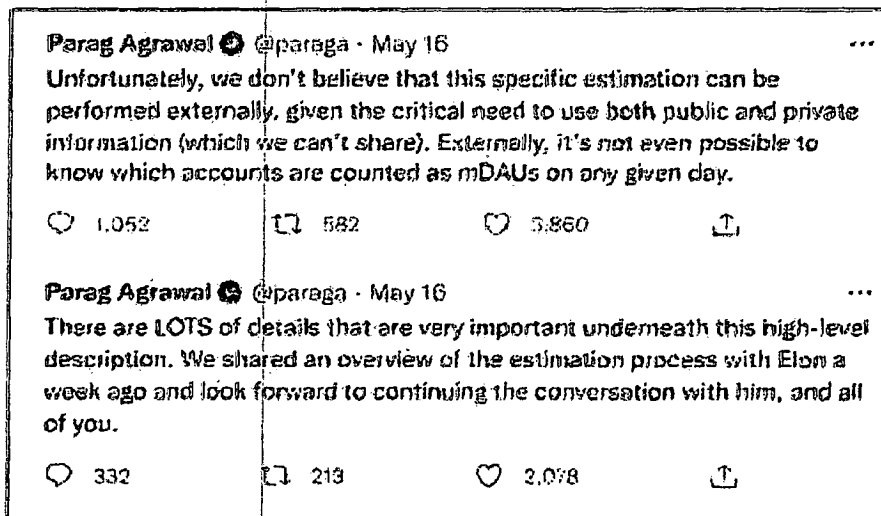 Parag Agrawal @paraga · May 16 ...
Unfortunately, we don't believe that this specific estimation can be
performed externally, given the critical need to use both public and private
information (which we can't share). Externally, it's not even possible to
know which accounts are counted as mDAUs on any given day.
1,052 582 3,860
Parag Agrawal @paraga · May 16 ...
There are LOTS of details that are very important underneath this high-level
description. We shared an overview of the estimation process with Elon a
week ago and look forward to continuing the conversation with him, and all
of you.
332 213 2,078